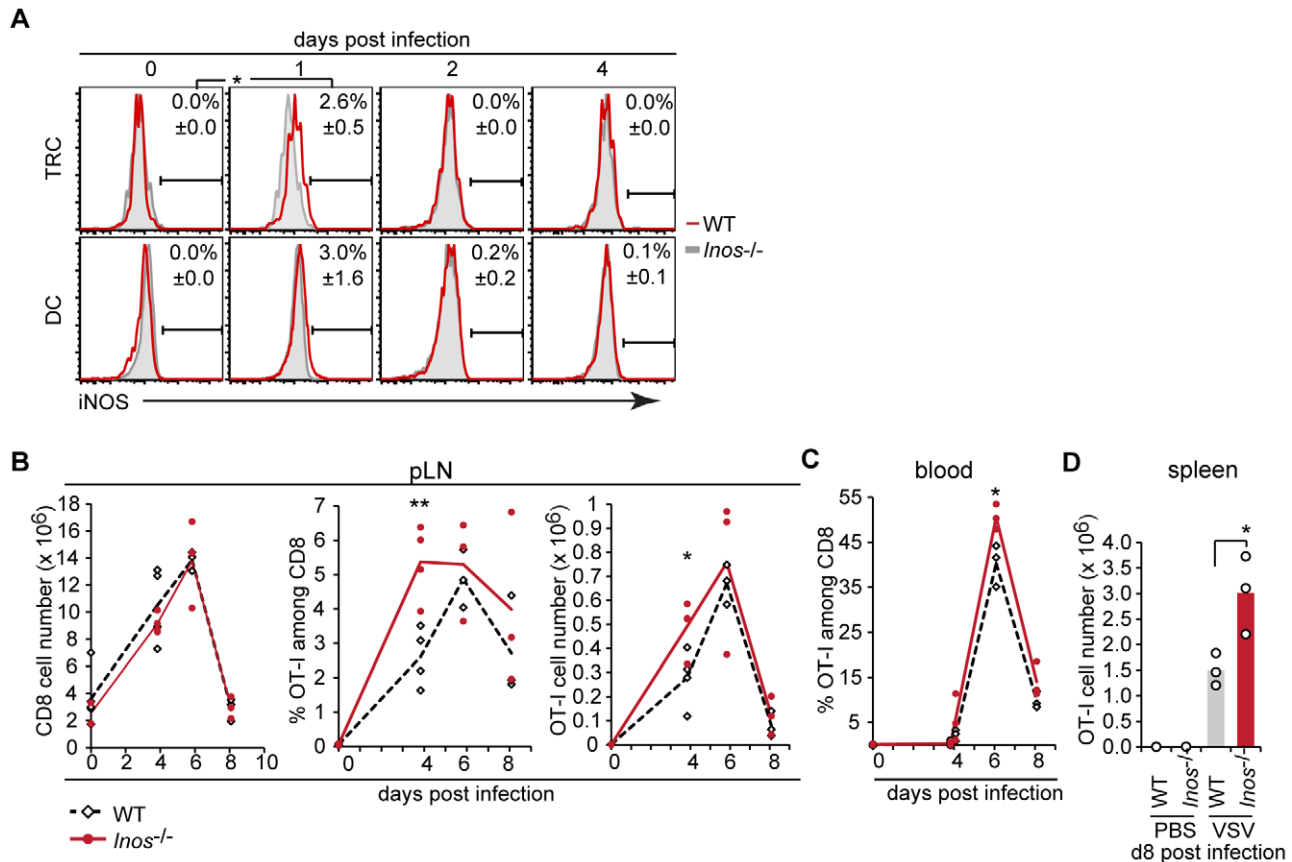 A
days post infection
0 1 2 4
*
TRC
0.0%
±0.0
2.6%
±0.5
0.0%
±0.0
0.0%
±0.0
WT
Inos-/-
DC
0.0%
±0.0
3.0%
±1.6
0.2%
±0.2
0.1%
±0.1
iNOS
B
pLN
CD8 cell number (x 10⁶)
18
16
14
12
10
8
6
4
2
0
0 2 4 6 8 10
% OT-I among CD8
**
7
6
5
4
3
2
1
0
0 2 4 6 8
OT-I cell number (x 10⁶)
*
1
0.9
0.8
0.7
0.6
0.5
0.4
0.3
0.2
0.1
0
0 2 4 6 8
days post infection
WT
Inos-/-
C
blood
% OT-I among CD8
*
55
45
35
25
15
5
0 2 4 6 8
days post infection
D
spleen
OT-I cell number (x 10⁶)
*
4.0
3.5
3.0
2.5
2.0
1.5
1.0
0.5
0.0
WT
Inos-/-
WT
Inos-/-
PBS VSV
d8 post infection